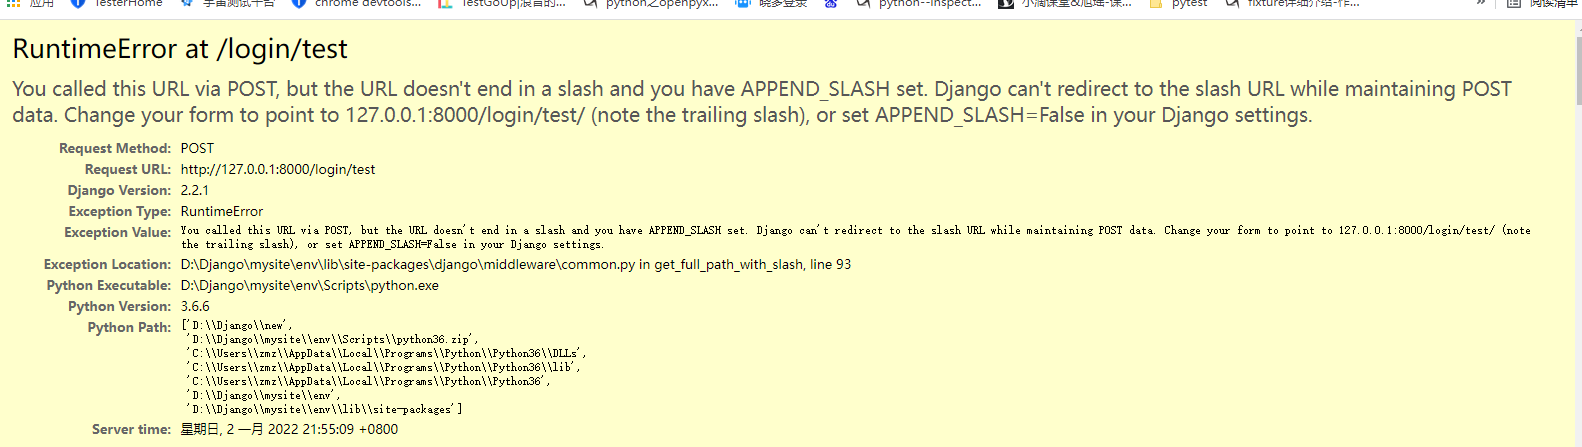 应用
TesterHome
宇宙测试平台
chrome devtools...
TestGoUp|浪晋的...
python之openpyx...
晓多登录
python--inspect...
小滴课堂&旭瑶-课...
pytest
fixture详细介绍-作...
»
阅读清单
RuntimeError at /login/test
You called this URL via POST, but the URL doesn't end in a slash and you have APPEND_SLASH set. Django can't redirect to the slash URL while maintaining POST
data. Change your form to point to 127.0.0.1:8000/login/test/ (note the trailing slash), or set APPEND_SLASH=False in your Django settings.
Request Method: POST
Request URL: http://127.0.0.1:8000/login/test
Django Version: 2.2.1
Exception Type: RuntimeError
Exception Value: You called this URL via POST, but the URL doesn't end in a slash and you have APPEND_SLASH set. Django can't redirect to the slash URL while maintaining POST data. Change your form to point to 127.0.0.1:8000/login/test/ (note
the trailing slash), or set APPEND_SLASH=False in your Django settings.
Exception Location: D:\Django\mysite\env\lib\site-packages\django\middleware\common.py in get_full_path_with_slash, line 93
Python Executable: D:\Django\mysite\env\Scripts\python.exe
Python Version: 3.6.6
Python Path: ['D:\\Django\\new',
'D:\\Django\\mysite\\env\\Scripts\\python36.zip',
'C:\\Users\\zmz\\AppData\\Local\\Programs\\Python\\Python36\\DLLs',
'C:\\Users\\zmz\\AppData\\Local\\Programs\\Python\\Python36\\lib',
'C:\\Users\\zmz\\AppData\\Local\\Programs\\Python\\Python36',
'D:\\Django\\mysite\\env',
'D:\\Django\\mysite\\env\\lib\\site-packages']
Server time: 星期日, 2 一月 2022 21:55:09 +0800